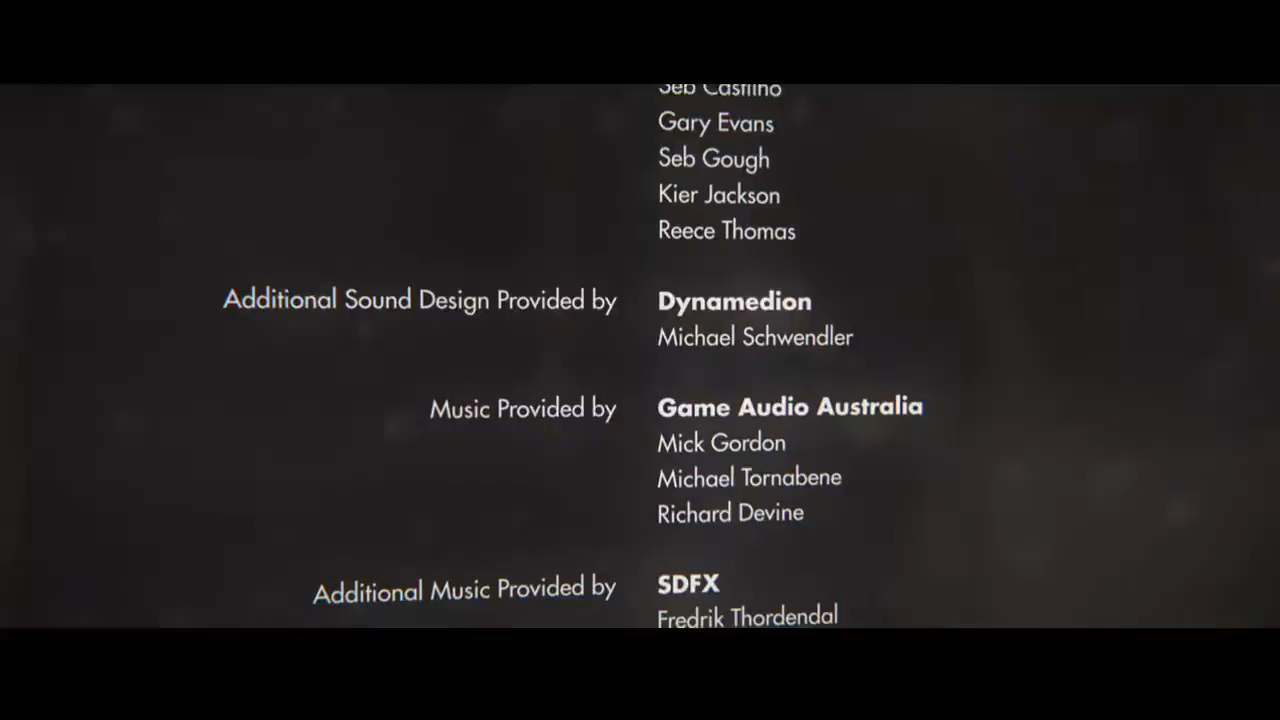 Gary Evans
Seb Gough
Kier Jackson
Reece Thomas
Additional Sound Design Provided by Dynamedion
Michael Schwendler
Music Provided by Game Audio Australia
Mick Gordon
Michael Tornabene
Richard Devine
Additional Music Provided by SDFX
Fredrik Thordendal